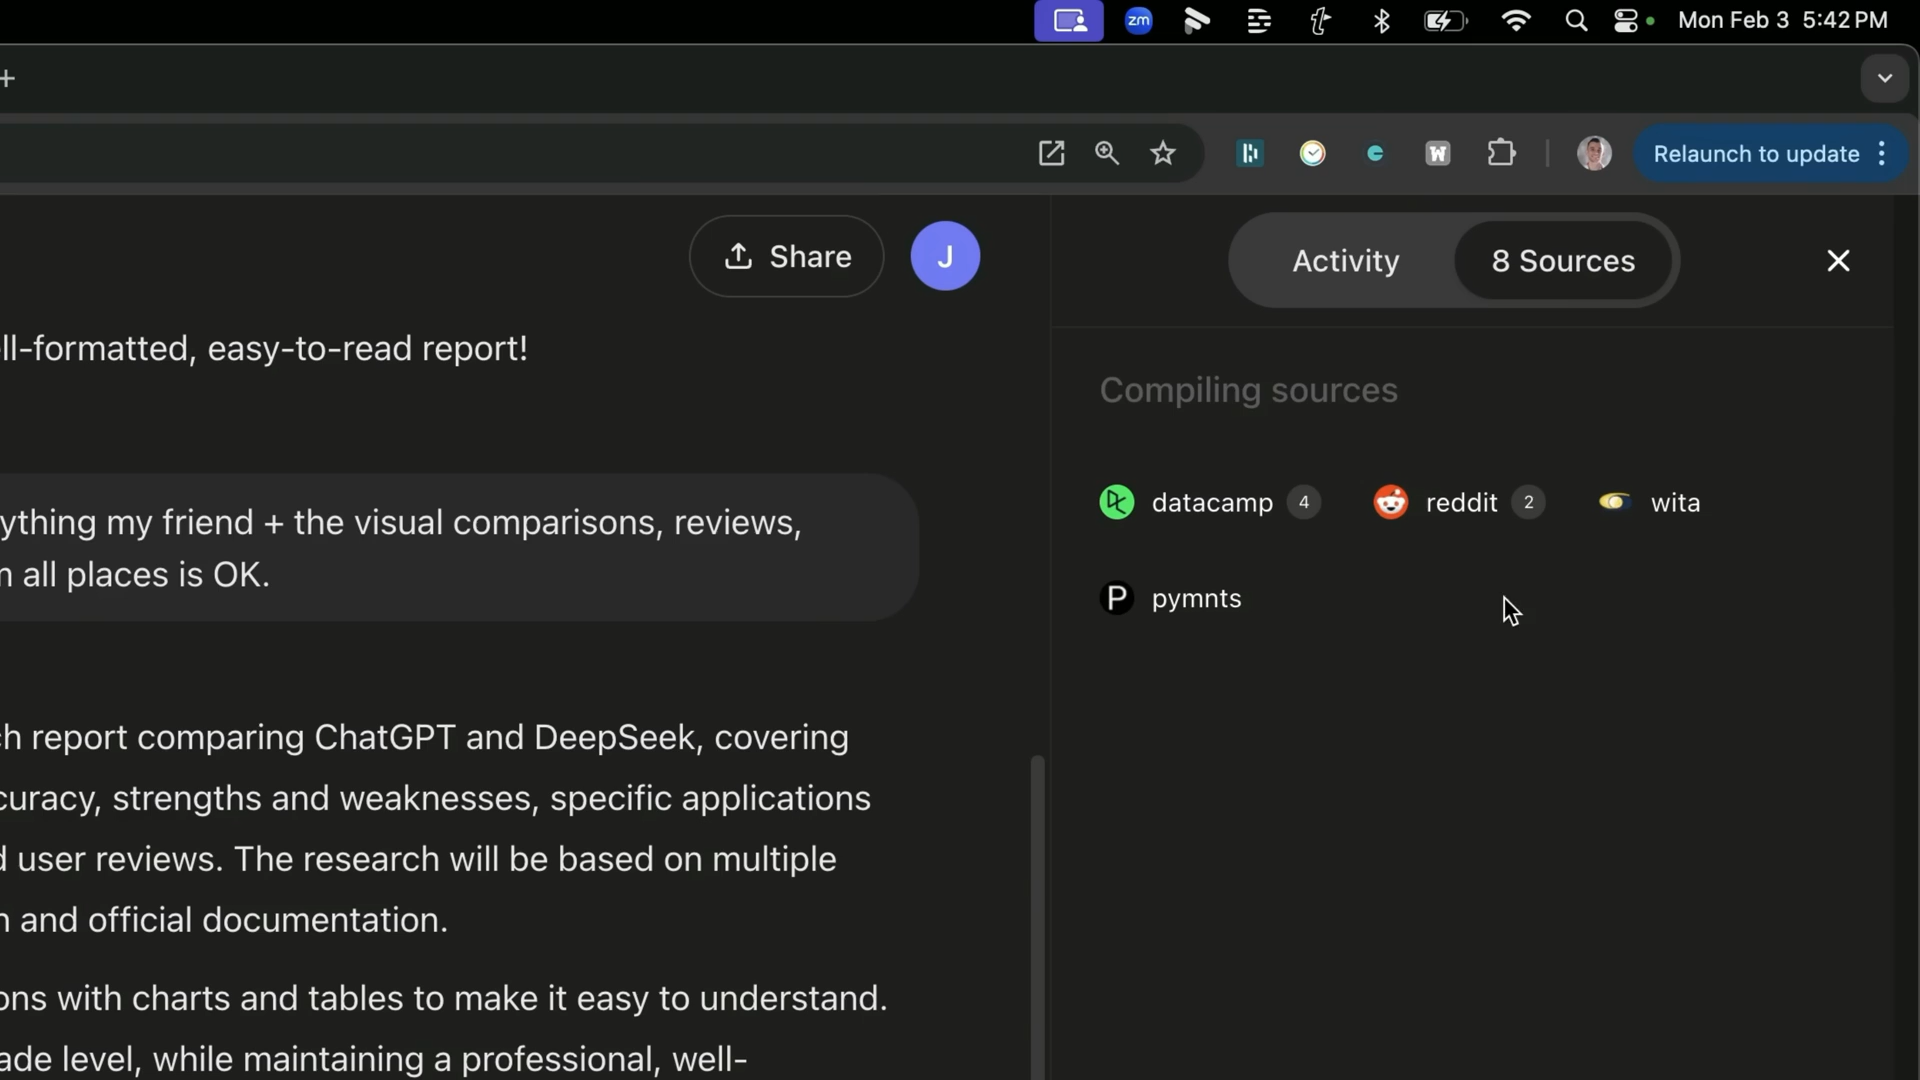 zm
Mon Feb 3 5:42 PM
+
W
Relaunch to update
Share
J
Activity
8 Sources
ll-formatted, easy-to-read report!
Compiling sources
datacamp 4
reddit 2
wita
P pymnts
ything my friend + the visual comparisons, reviews,
m all places is OK.
ch report comparing ChatGPT and DeepSeek, covering
curacy, strengths and weaknesses, specific applications
d user reviews. The research will be based on multiple
n and official documentation.
ons with charts and tables to make it easy to understand.
ade level, while maintaining a professional, well-